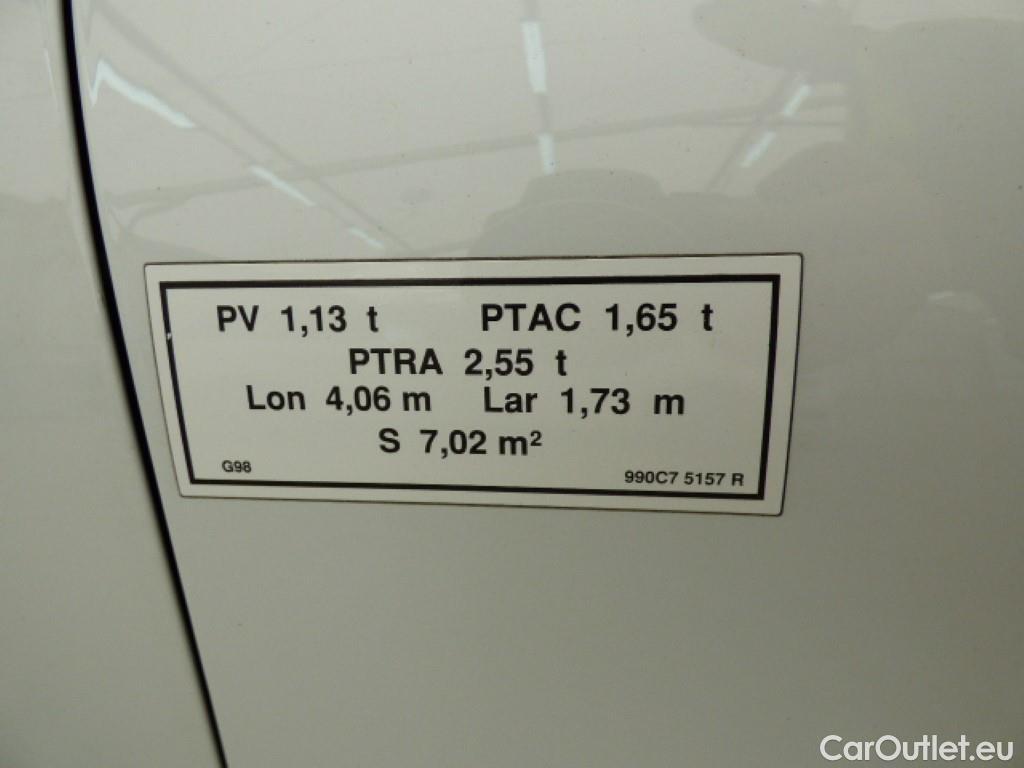 PV 1,13 t PTAC 1,65 t
PTRA 2,55 t
Lon 4,06 m Lar 1,73 m
S 7,02 m²
G98 990C7 5157 R
CarOutlet.eu